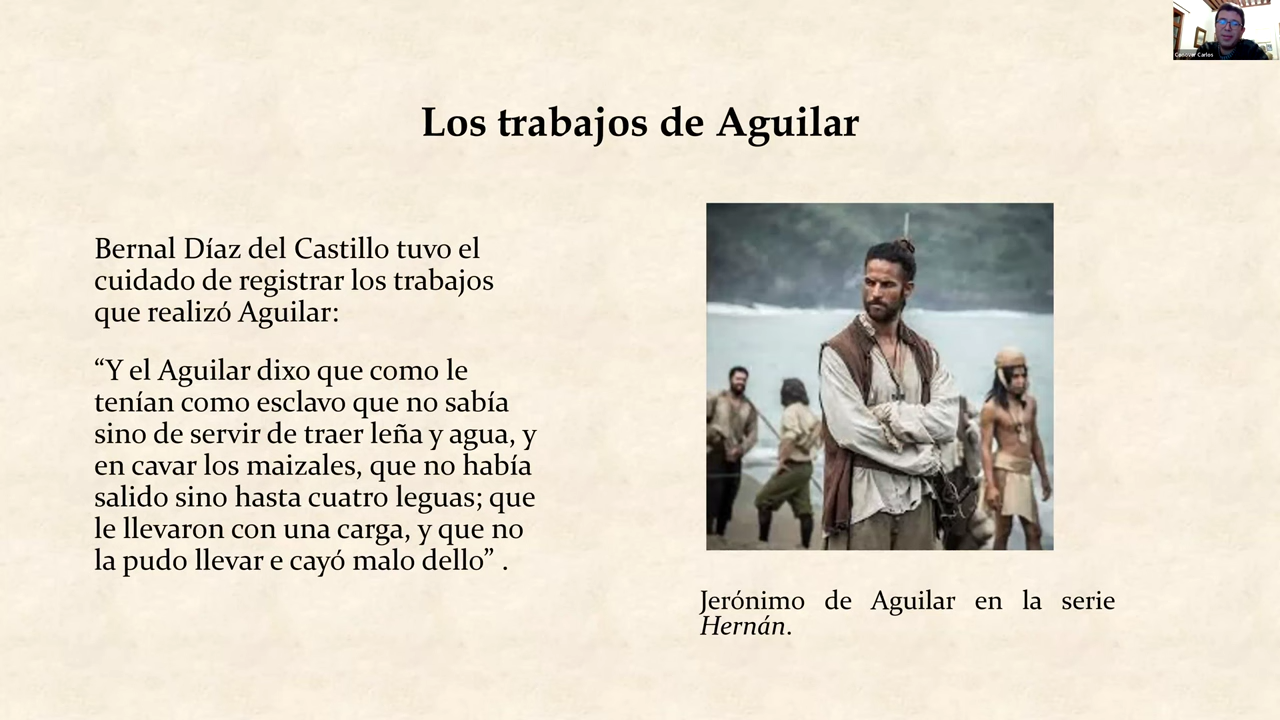 Canovar Carlos
Los trabajos de Aguilar
Bernal Díaz del Castillo tuvo el
cuidado de registrar los trabajos
que realizó Aguilar:
“Y el Aguilar dixo que como le
tenían como esclavo que no sabía
sino de servir de traer leña y agua, y
en cavar los maizales, que no había
salido sino hasta cuatro leguas; que
le llevaron con una carga, y que no
la pudo llevar e cayó malo dello” .
Jerónimo de Aguilar en la serie
Hernán.